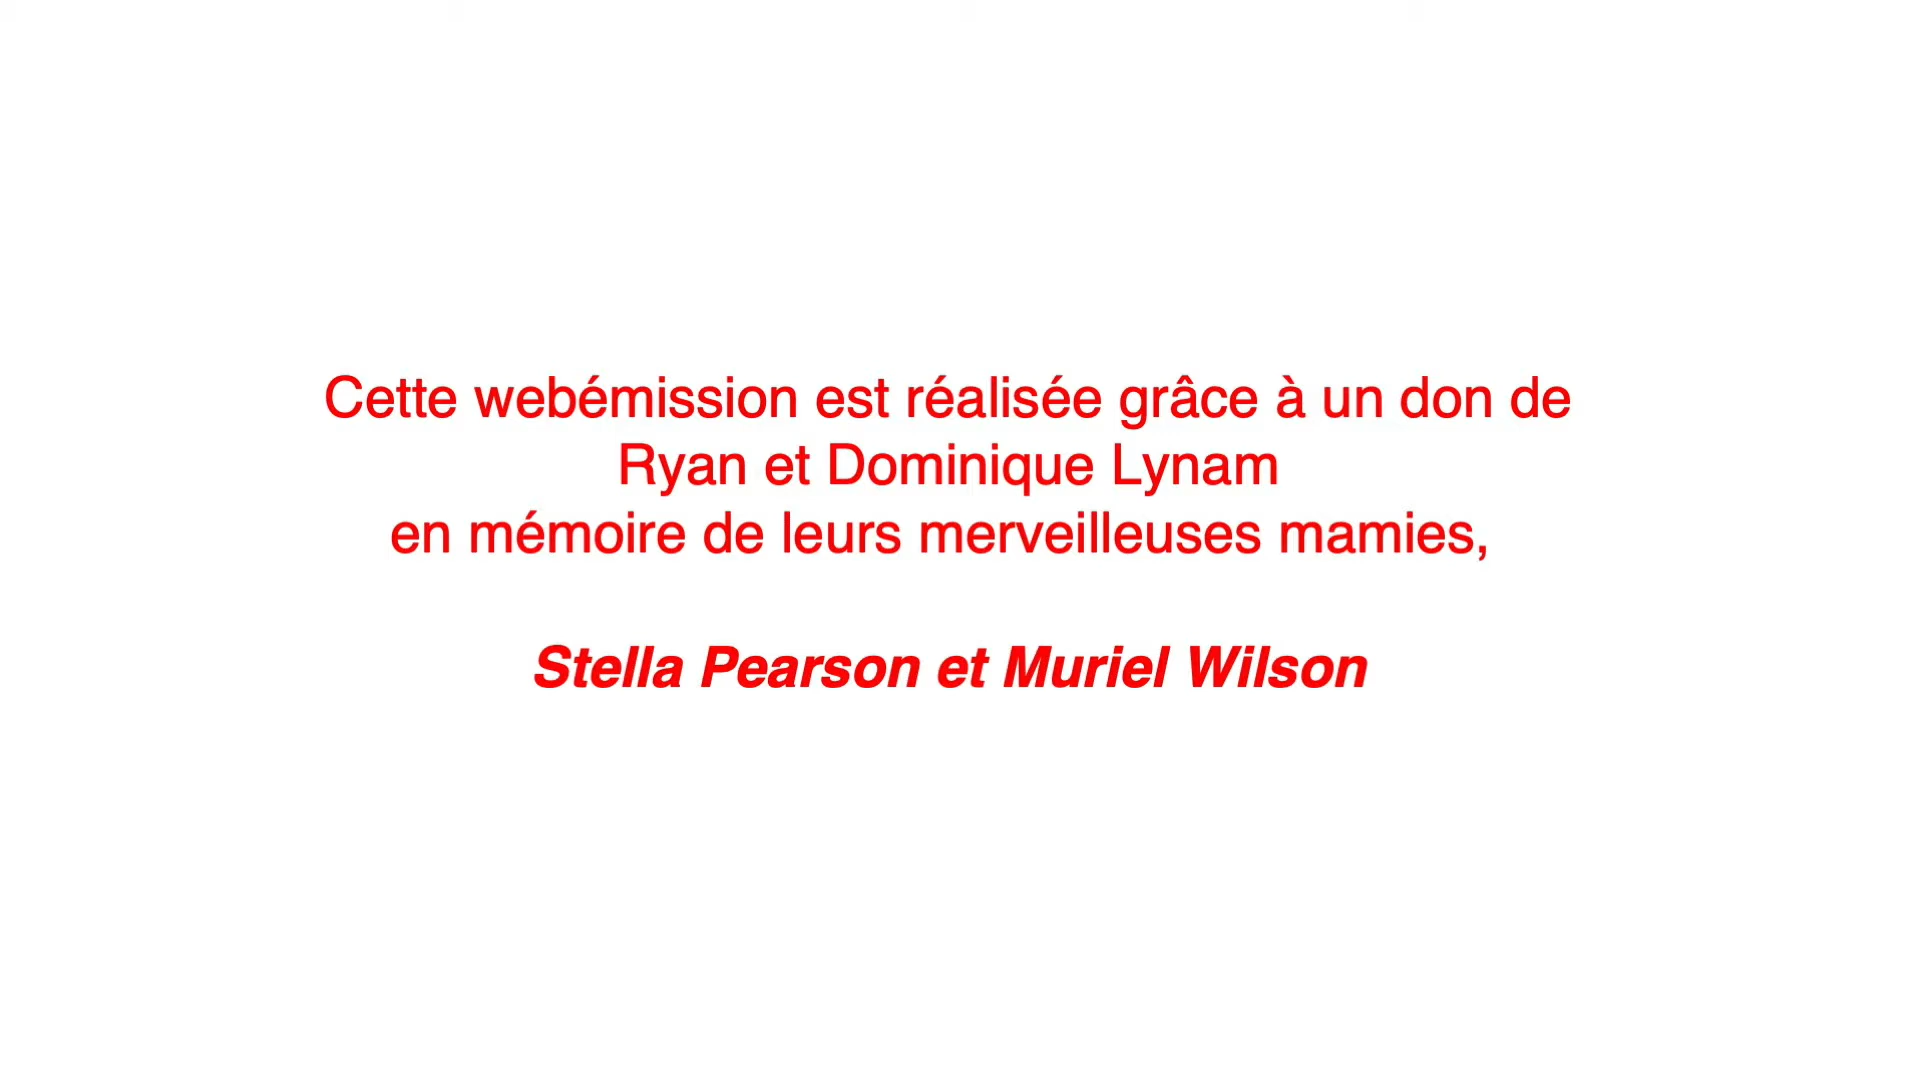 Cette webémission est réalisée grâce à un don de
Ryan et Dominique Lynam
en mémoire de leurs merveilleuses mamies,
Stella Pearson et Muriel Wilson